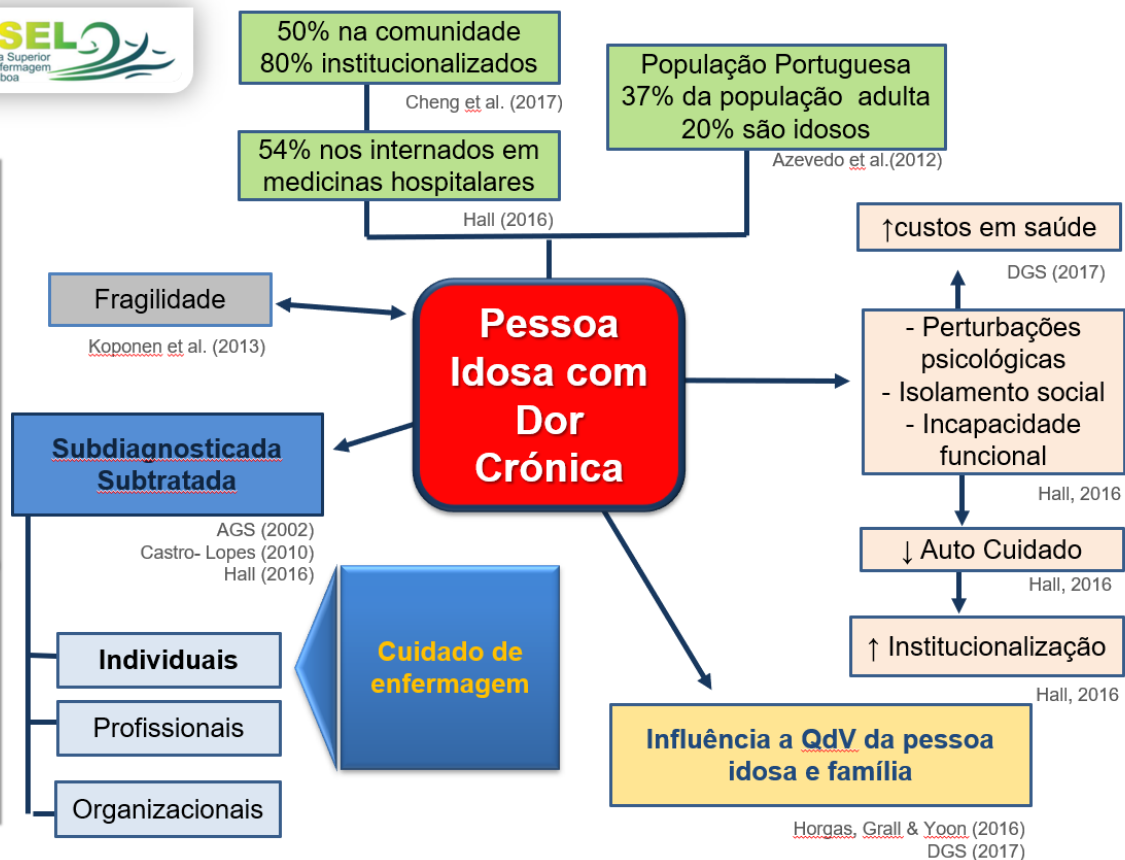 SEL
a Superior
fermagem
boa
50% na comunidade
80% institucionalizados
Cheng et al. (2017)
54% nos internados em
medicinas hospitalares
Hall (2016)
População Portuguesa
37% da população adulta
20% são idosos
Azevedo et al.(2012)
Fragilidade
Koponen et al. (2013)
Pessoa
Idosa com
Dor
Crónica
↑custos em saúde
DGS (2017)
- Perturbações
psicológicas
- Isolamento social
- Incapacidade
funcional
Hall, 2016
↓ Auto Cuidado
Hall, 2016
↑ Institucionalização
Hall, 2016
Subdiagnosticada
Subtratada
AGS (2002)
Castro- Lopes (2010)
Hall (2016)
Individuais
Profissionais
Organizacionais
Cuidado de
enfermagem
Influência a QdV da pessoa
idosa e família
Horgas, Grall & Yoon (2016)
DGS (2017)